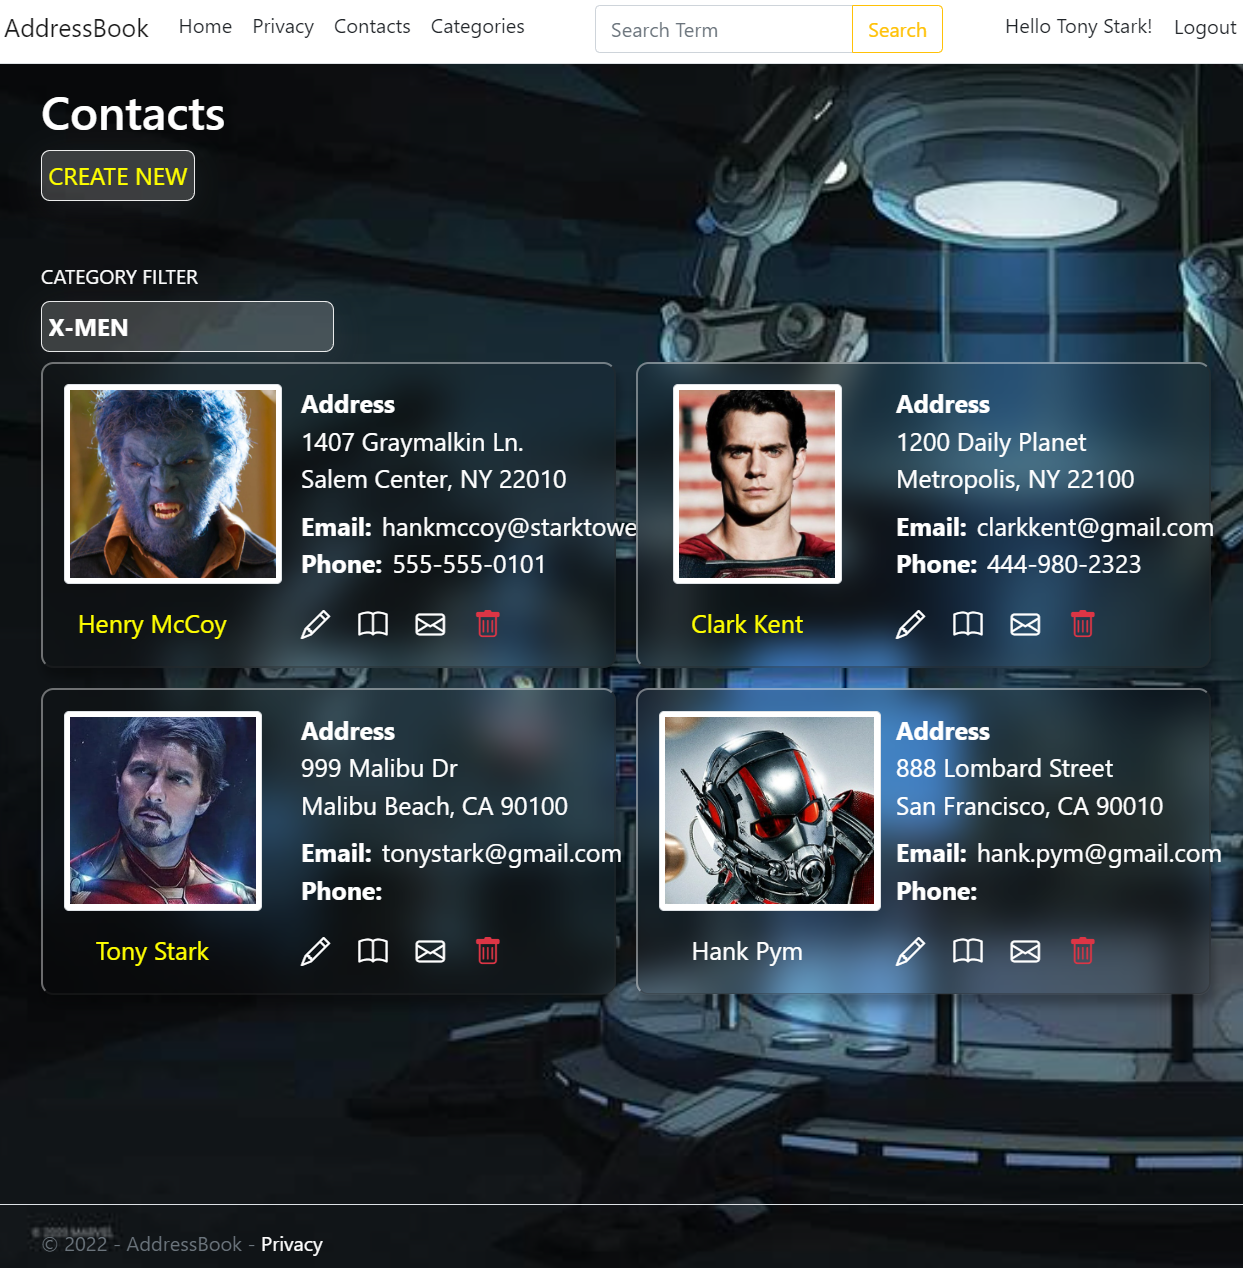 AddressBook Home Privacy Contacts Categories Search Term Search Hello Tony Stark! Logout
Contacts
CREATE NEW
CATEGORY FILTER
X-MEN
Address
1407 Graymalkin Ln.
Salem Center, NY 22010
Email: hankmccoy@starktowe
Phone: 555-555-0101
Henry McCoy
Address
1200 Daily Planet
Metropolis, NY 22100
Email: clarkkent@gmail.com
Phone: 444-980-2323
Clark Kent
Address
999 Malibu Dr
Malibu Beach, CA 90100
Email: tonystark@gmail.com
Phone:
Tony Stark
Address
888 Lombard Street
San Francisco, CA 90010
Email: hank.pym@gmail.com
Phone:
Hank Pym
© 2022 - AddressBook - Privacy